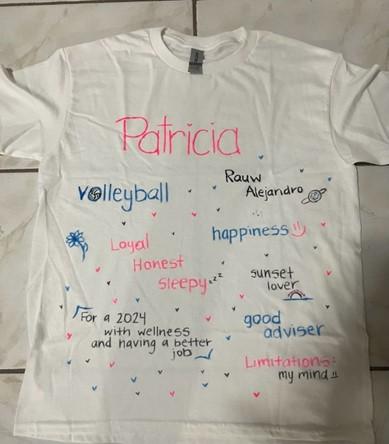 Patricia
volleyball
Rauw
Alejandro
Loyal
Honest
sleepyzzz
happiness
sunset
lover
For a 2024
with wellness
and having a better
job
good
adviser
Limitations:
my mind